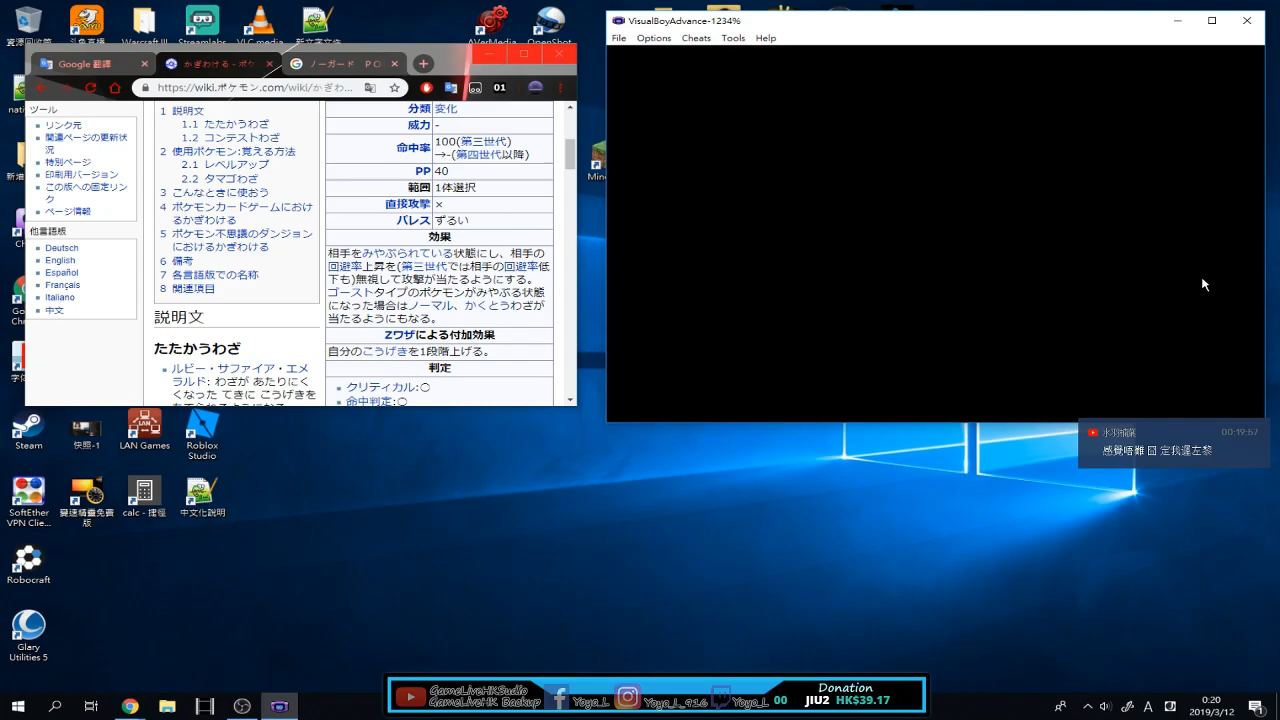 資源回收筒
Warcraft III
Streamlabs
VLC media
新文字文件
AVerMedia
OpenShot
VisualBoyAdvance-1234%
File Options Cheats Tools Help
Google 翻譯
かぎわける - ポケ
ノーガード ＰＯ
https://wiki.ポケモン.com/wiki/かぎわ
01
ツール
リンク元
関連ページの更新状
況
特別ページ
印刷用バージョン
この版への固定リン
ク
ページ情報
他言語版
Deutsch
English
Español
Français
Italiano
中文
1 説明文
1.1 たたかうわざ
1.2 コンテストわざ
2 使用ポケモン:覚える方法
2.1 レベルアップ
2.2 タマゴわざ
3 こんなときに使おう
4 ポケモンカードゲームにおけ
るかぎわける
5 ポケモン不思議のダンジョン
におけるかぎわける
6 備考
7 各言語版での名称
8 関連項目
説明文
たたかうわざ
ルビー・サファイア・エメ
ラルド: わざが あたりにく
くなった てきに こうげきを
分類 変化
威力 -
命中率 100(第三世代)
→-(第四世代以降)
PP 40
範囲 1体選択
直接攻撃 ×
パレス ずるい
効果
相手をみやぶられている状態にし、相手の
回避率上昇を(第三世代では相手の回避率低
下も)無視して攻撃が当たるようにする。
ゴーストタイプのポケモンがみやぶる状態
になった場合はノーマル、かくとうわざが
当たるようにもなる。
Zワザによる付加効果
自分のこうげきを1段階上げる。
判定
クリティカル:○
命中判定:○
00:19:57
感覺唔難 囧 定我遲左黎
Steam
快照-1
LAN Games
Roblox
Studio
SoftEther
VPN Clie...
雙速精靈免費
版
calc - 捷徑
中文化說明
Robocraft
Glary
Utilities 5
GameLiveHKSudio
GameLiveHK Backup
Yoyo_L
Yoyo_L_916
Yoyo_L
00
Donation
JIU2 HK$39.17
0:20
2019/3/12